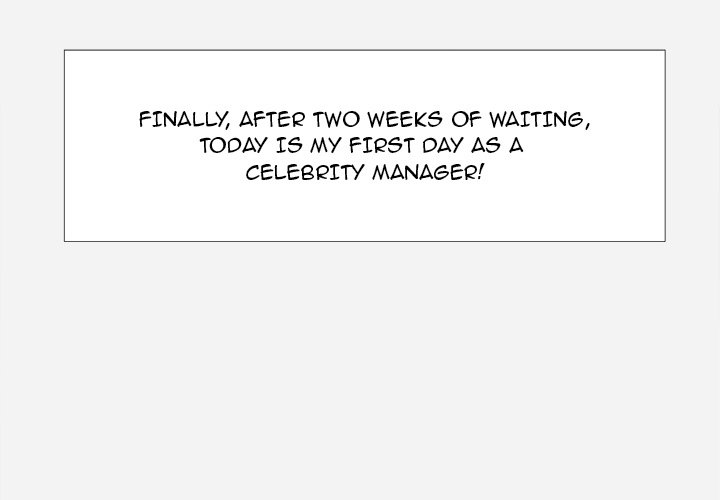 FINALLY, AFTER TWO WEEKS OF WAITING,
TODAY IS MY FIRST DAY AS A
CELEBRITY MANAGER!